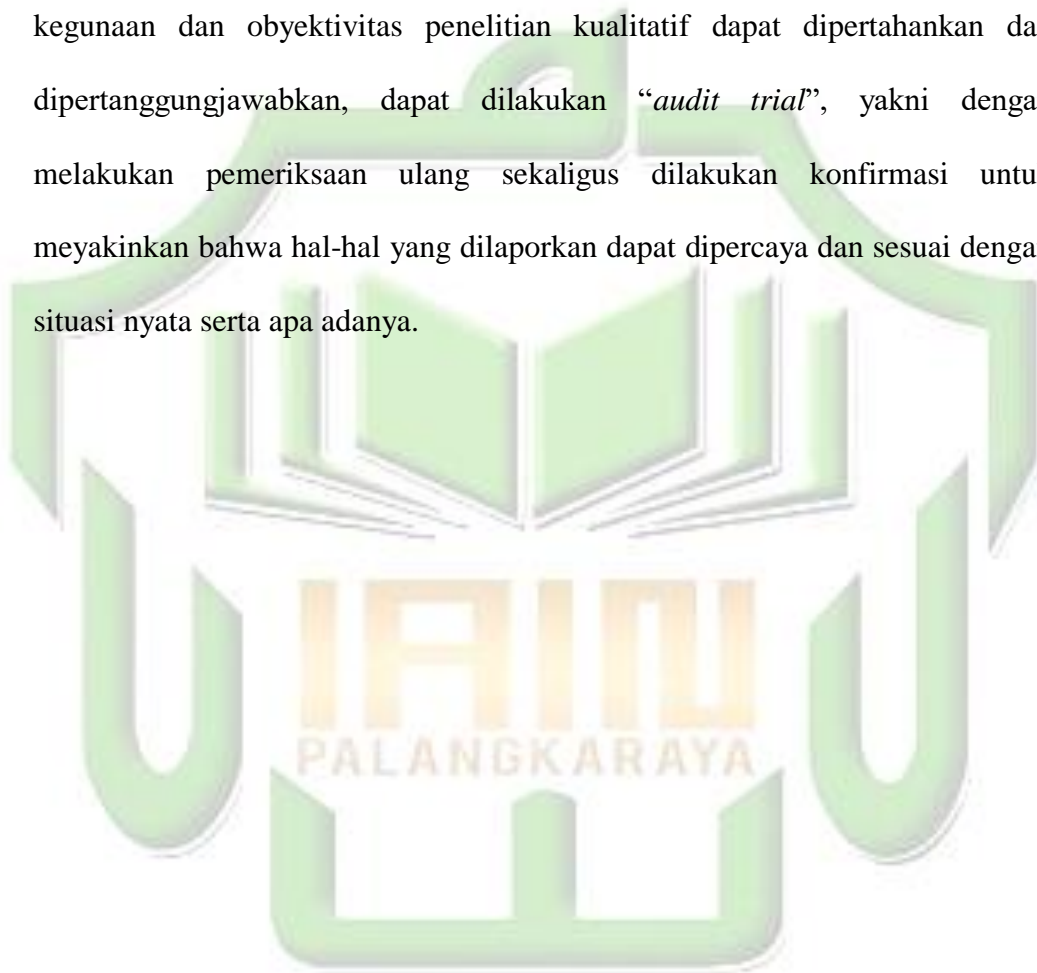 kegunaan dan obyektivitas penelitian kualitatif dapat dipertahankan da
dipertanggungjawabkan, dapat dilakukan “audit trial”, yakni denga
melakukan pemeriksaan ulang sekaligus dilakukan konfirmasi untu
meyakinkan bahwa hal-hal yang dilaporkan dapat dipercaya dan sesuai denga
situasi nyata serta apa adanya.
IAIN
PALANGKARAYA